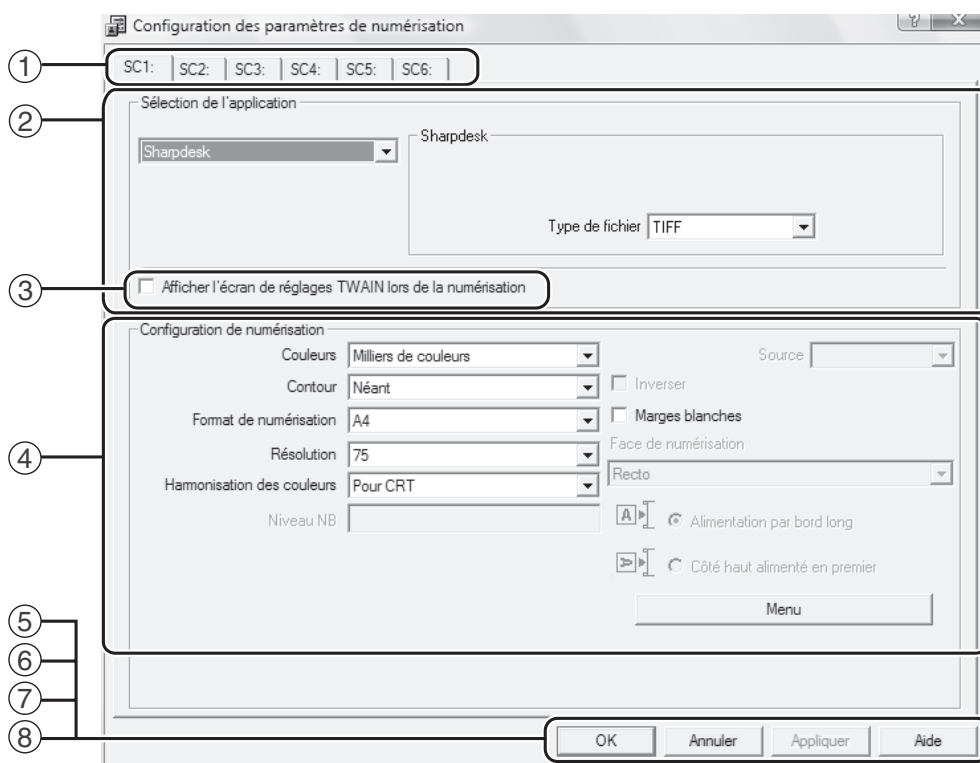 Configuration des paramètres de numérisation
? X
1
SC1: SC2: SC3: SC4: SC5: SC6:
2
Sélection de l'application
Sharpdesk
Sharpdesk
Type de fichier TIFF
3
Afficher l'écran de réglages TWAIN lors de la numérisation
4
Configuration de numérisation
Couleurs Milliers de couleurs
Source
Contour Néant
Inverser
Format de numérisation A4
Marges blanches
Résolution 75
Face de numérisation
Recto
Harmonisation des couleurs Pour CRT
Niveau NB
A Alimentation par bord long
A Côté haut alimenté en premier
Menu
5
6
7
8
OK Annuler Appliquer Aide